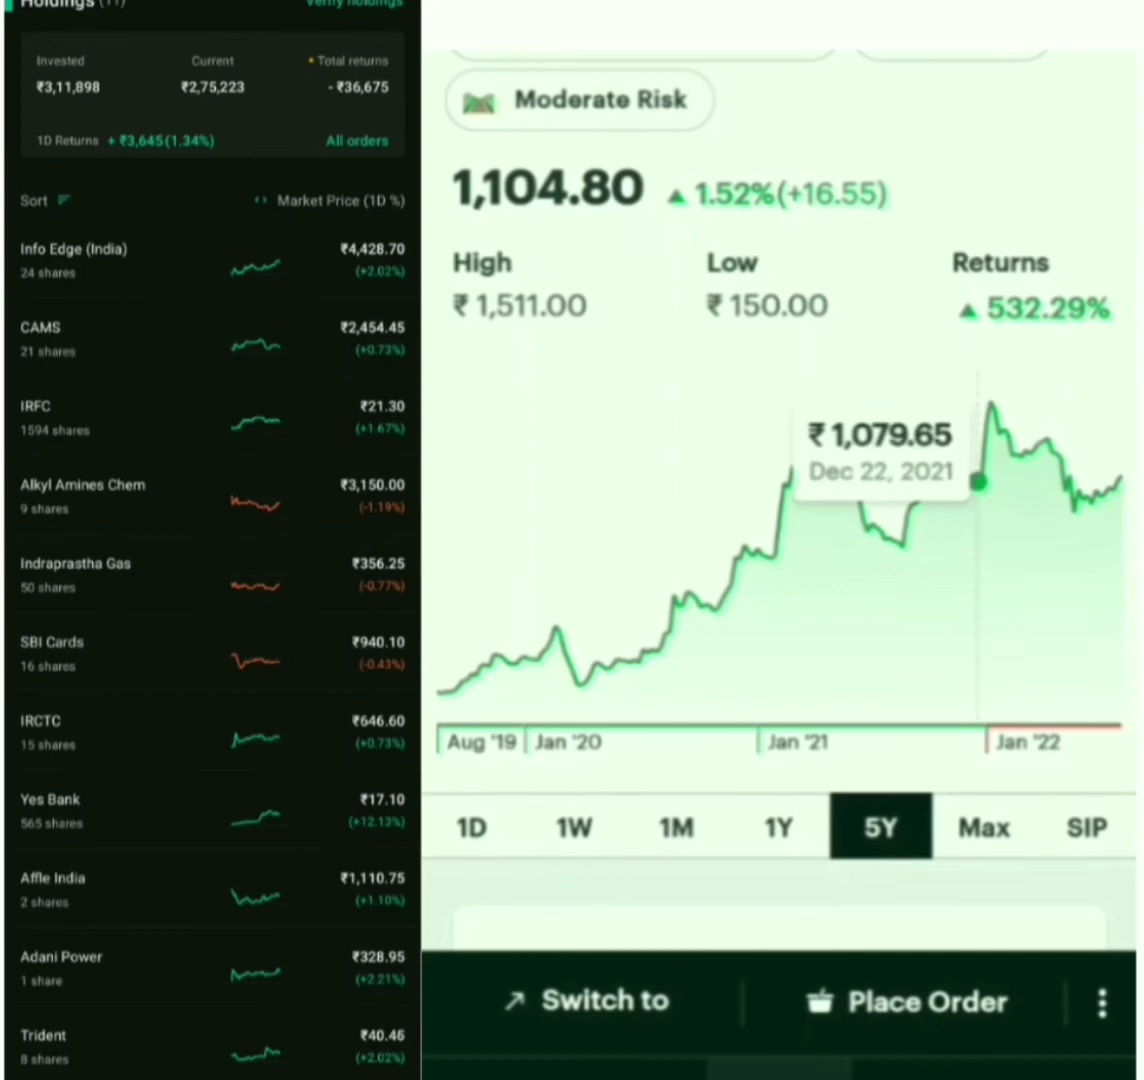 Holdings (11)
Verify holdings
Invested
Current
Total returns
₹3,11,898
₹2,75,223
- ₹36,675
1D Returns + ₹3,645(1.34%)
All orders
Sort
Market Price (1D %)
Info Edge (India)
₹4,428.70
24 shares
(+2.02%)
CAMS
₹2,454.45
21 shares
(+0.73%)
IRFC
₹21.30
1594 shares
(+1.67%)
Alkyl Amines Chem
₹3,150.00
9 shares
(-1.19%)
Indraprastha Gas
₹356.25
50 shares
(-0.77%)
SBI Cards
₹940.10
16 shares
(-0.43%)
IRCTC
₹646.60
15 shares
(+0.73%)
Yes Bank
₹17.10
565 shares
(+12.13%)
Affle India
₹1,110.75
2 shares
(+1.10%)
Adani Power
₹328.95
1 share
(+2.21%)
Trident
₹40.45
8 shares
(+2.02%)
Moderate Risk
1,104.80
▲ 1.52%(+16.55)
High
Low
Returns
₹ 1,511.00
₹ 150.00
▲ 532.29%
₹ 1,079.65
Dec 22, 2021
Aug '19
Jan '20
Jan '21
Jan '22
1D
1W
1M
1Y
5Y
Max
SIP
Switch to
Place Order